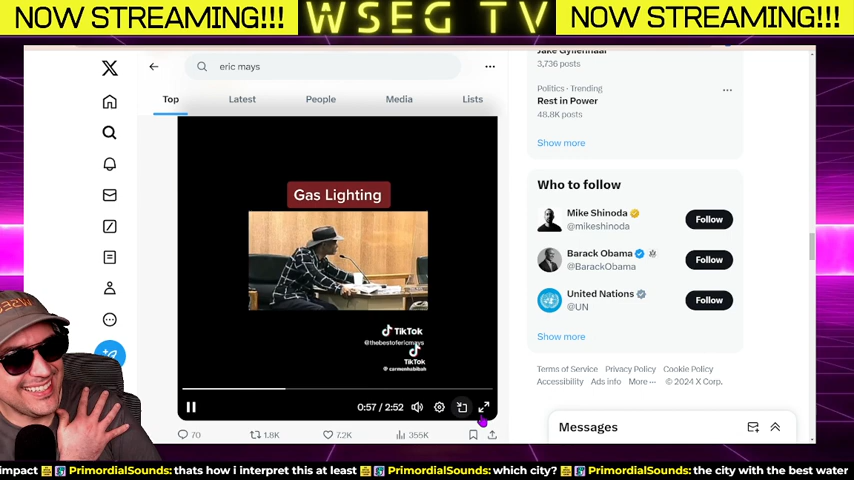 NOW STREAMING!!!
WSEG TV
NOW STREAMING!!!
eric mays
Top
Latest
People
Media
Lists
Gas Lighting
TikTok
@thebestofericmays
TikTok
@carmenhabibah
0:57 / 2:52
70
1.8K
7.2K
355K
Jake Gyllenhaal
3,736 posts
Politics · Trending
Rest in Power
48.8K posts
Show more
Who to follow
Mike Shinoda
@mikeshinoda
Follow
Barack Obama
@BarackObama
Follow
United Nations
@UN
Follow
Show more
Terms of Service Privacy Policy Cookie Policy
Accessibility Ads info More ··· © 2024 X Corp.
Messages
impact PrimordialSounds: thats how i interpret this at least PrimordialSounds: which city? PrimordialSounds: the city with the best water